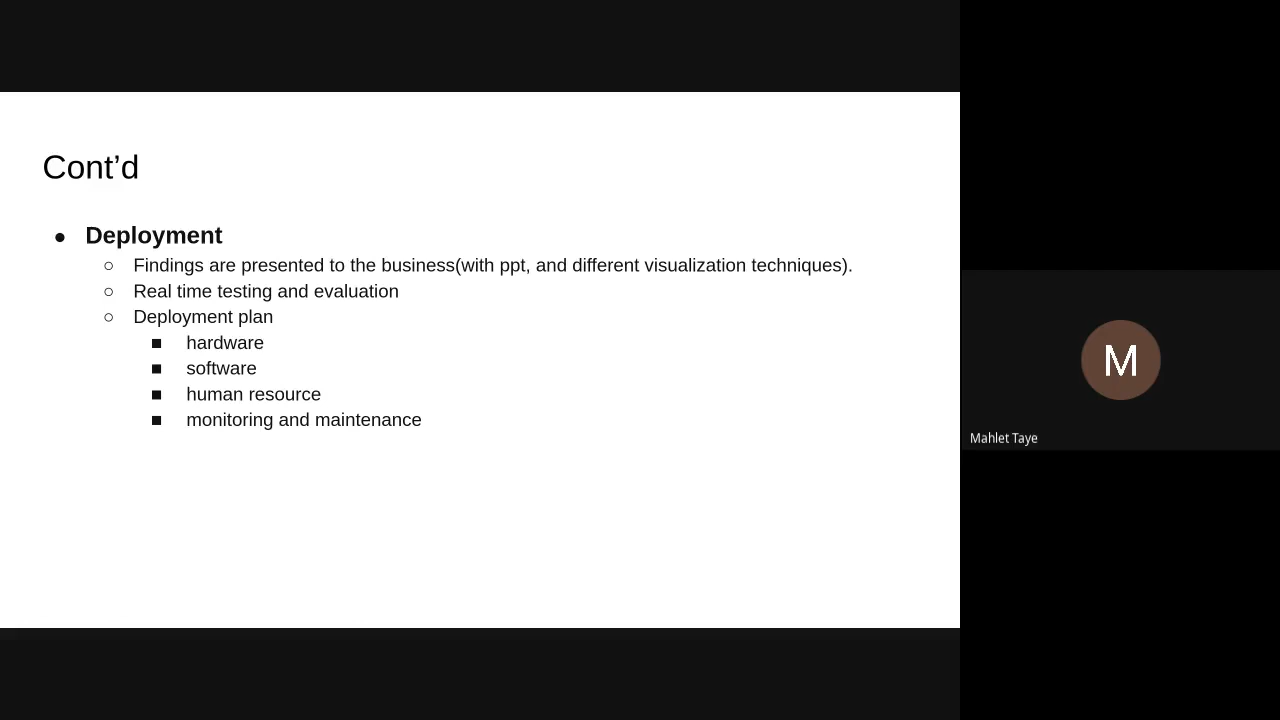 Cont’d
● Deployment
○ Findings are presented to the business(with ppt, and different visualization techniques).
○ Real time testing and evaluation
○ Deployment plan
■ hardware
■ software
■ human resource
■ monitoring and maintenance
M
Mahlet Taye